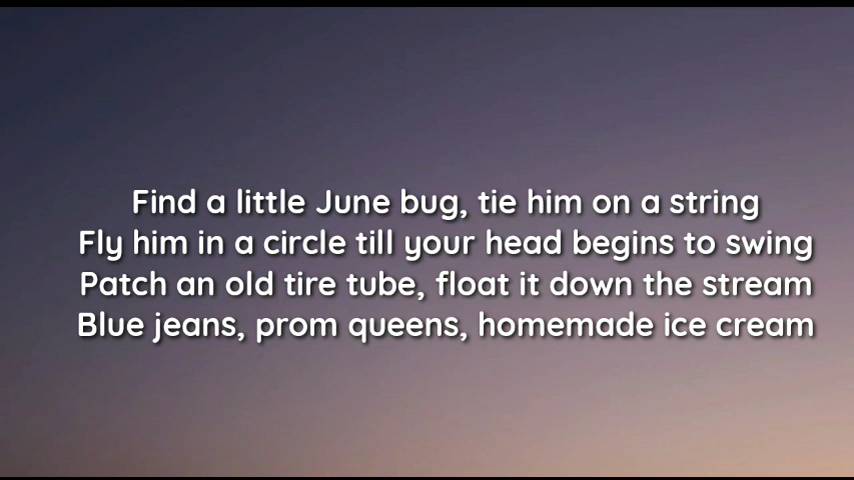 Find a little June bug, tie him on a string
Fly him in a circle till your head begins to swing
Patch an old tire tube, float it down the stream
Blue jeans, prom queens, homemade ice cream